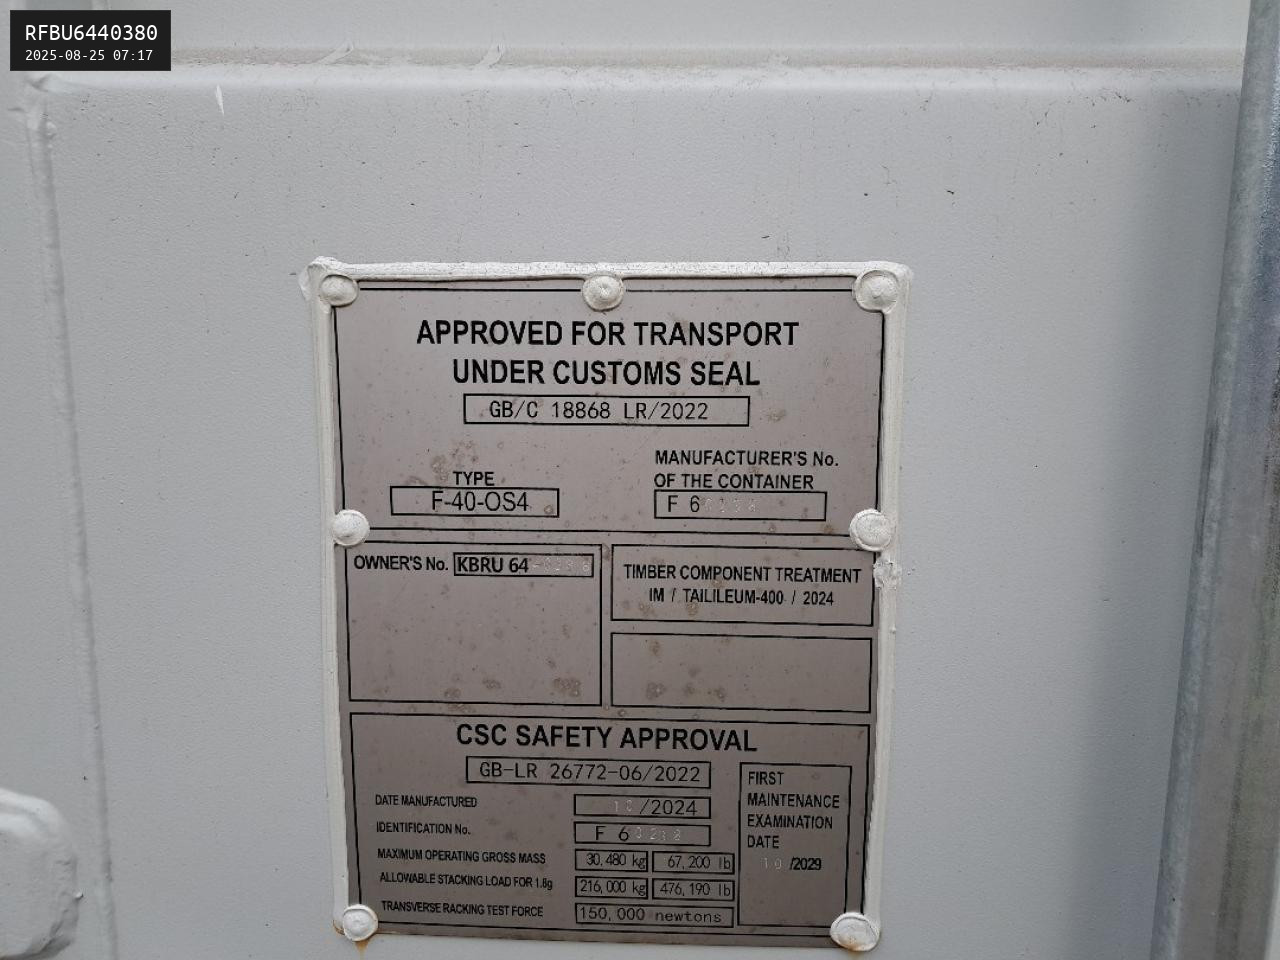 RFBU6440380
2025-08-25 07:17
APPROVED FOR TRANSPORT
UNDER CUSTOMS SEAL
GB/C 18868 LR/2022
TYPE
F-40-OS4
MANUFACTURER'S No.
OF THE CONTAINER
F 6
OWNER'S No. KBRU 64
TIMBER COMPONENT TREATMENT
IM / TAILILEUM-400 / 2024
CSC SAFETY APPROVAL
GB-LR 26772-06/2022
DATE MANUFACTURED 10/2024
IDENTIFICATION No. F 6
MAXIMUM OPERATING GROSS MASS 30,480 kg 67,200 lb
ALLOWABLE STACKING LOAD FOR 1.8g 216,000 kg 476,190 lb
TRANSVERSE RACKING TEST FORCE 150,000 newtons
FIRST
MAINTENANCE
EXAMINATION
DATE
10 /2029